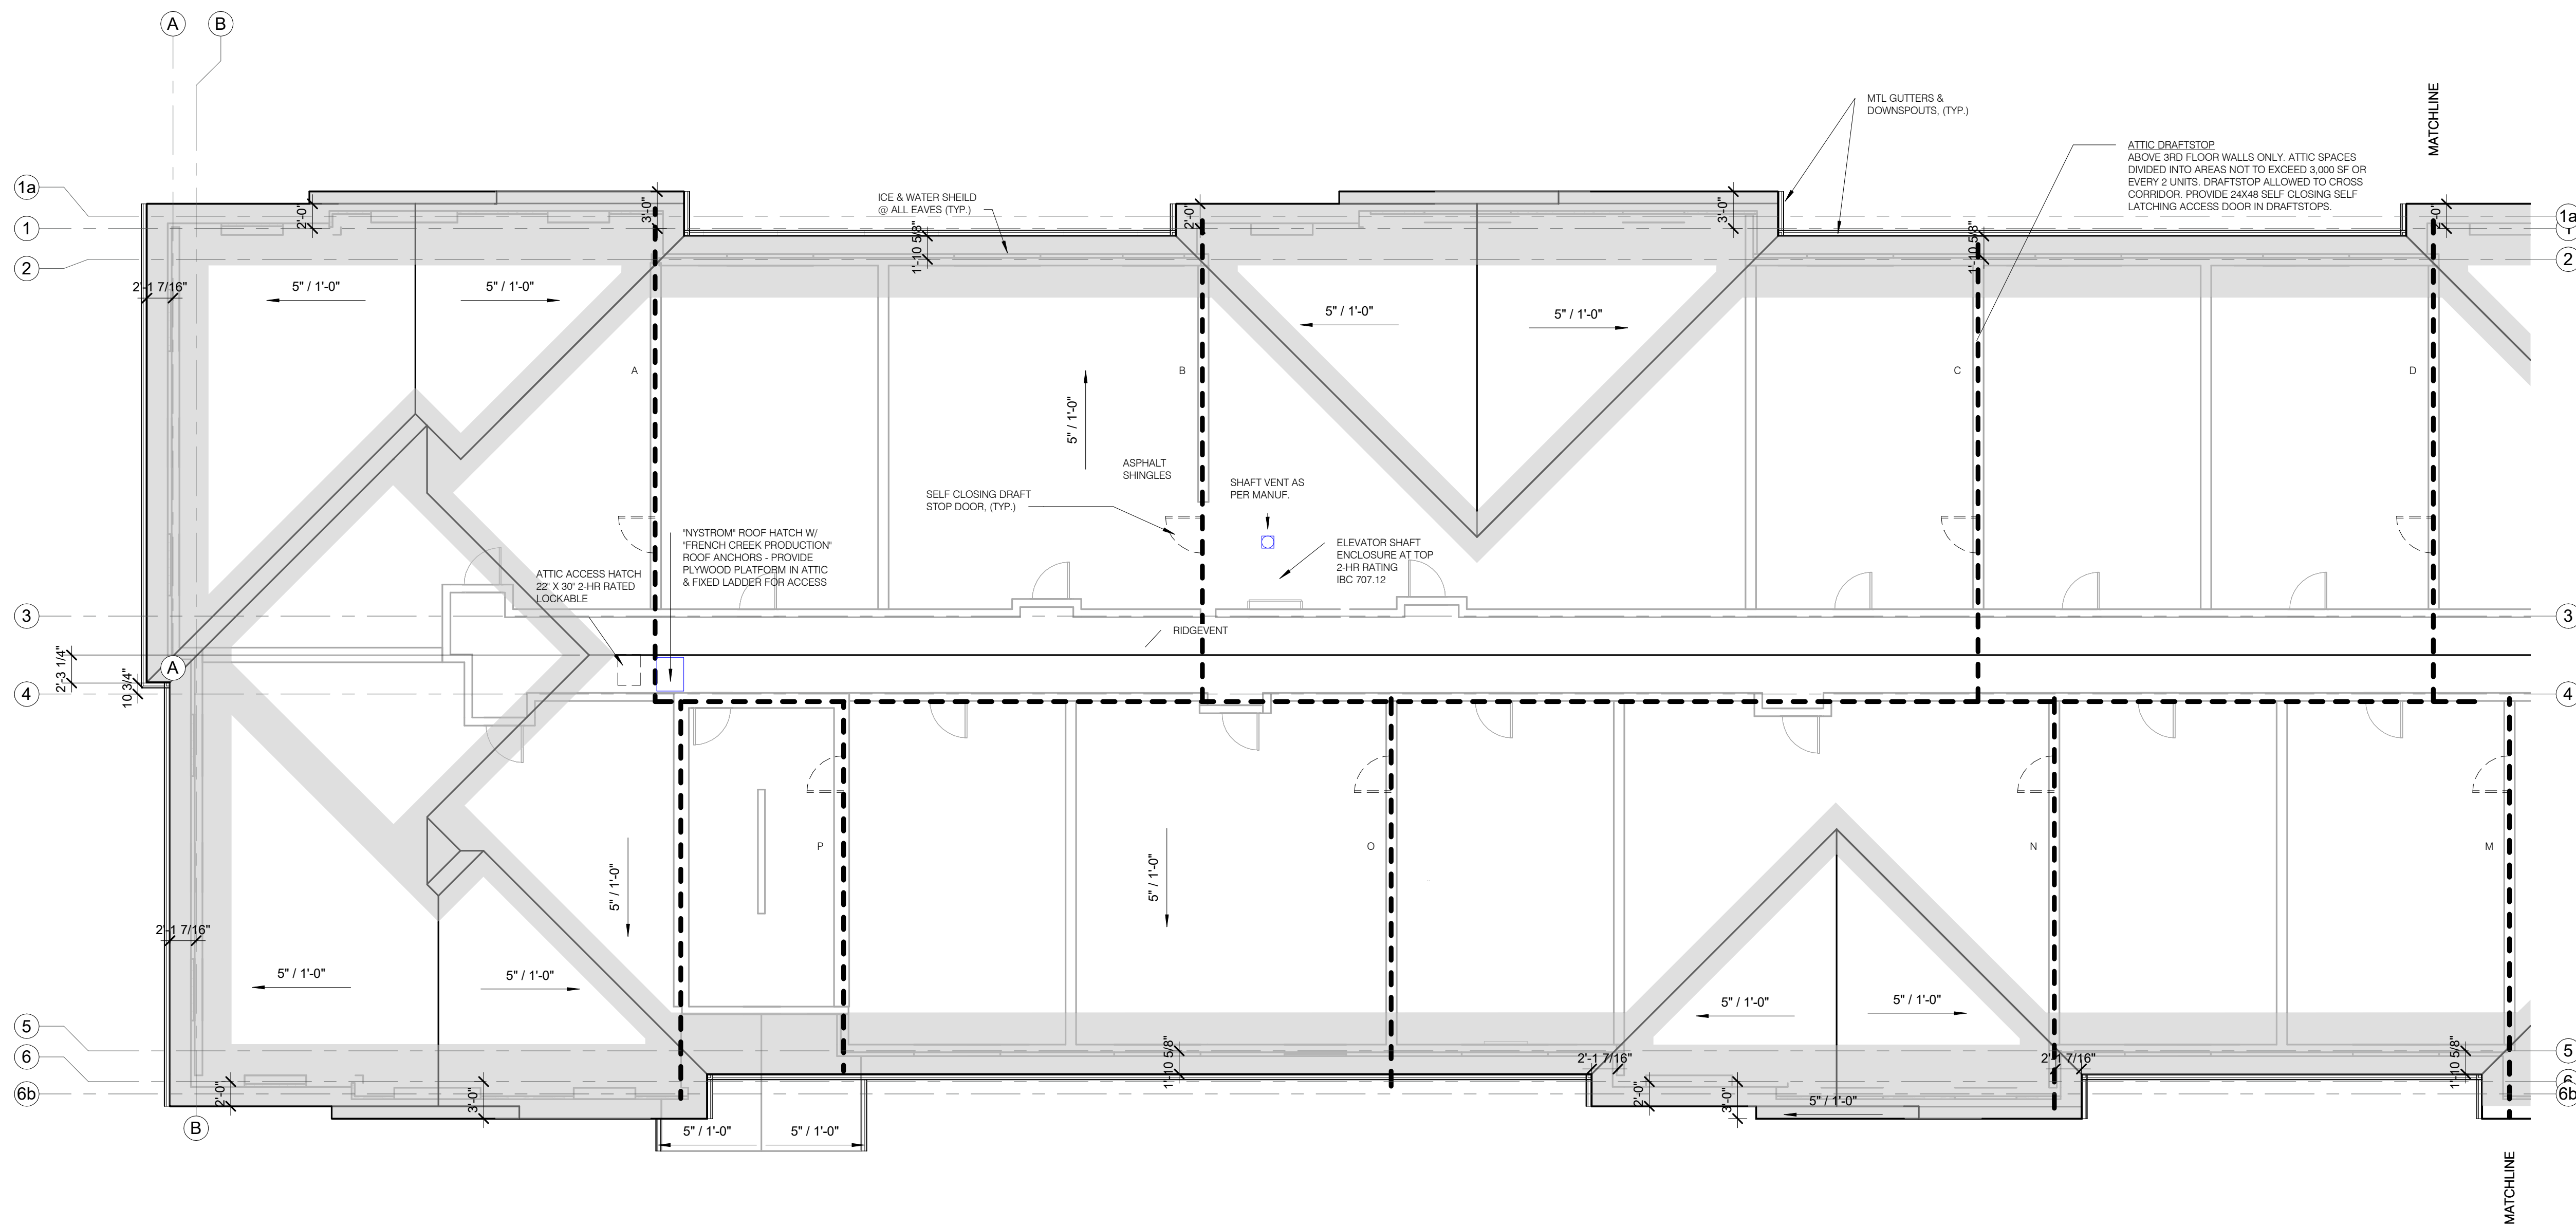 A
B
MATCHLINE
MTL GUTTERS &
DOWNSPOUTS, (TYP.)
ATTIC DRAFTSTOP
ABOVE 3RD FLOOR WALLS ONLY. ATTIC SPACES
DIVIDED INTO AREAS NOT TO EXCEED 3,000 SF OR
EVERY 2 UNITS. DRAFTSTOP ALLOWED TO CROSS
CORRIDOR. PROVIDE 24X48 SELF CLOSING SELF
LATCHING ACCESS DOOR IN DRAFTSTOPS.
ICE & WATER SHEILD
@ ALL EAVES (TYP.)
1a
1
2
2'-0"
3'-0"
1'-10 5/8"
2'-0"
3'-0"
1'-10 5/8"
2'-0"
1a
2
2'-1 7/16"
5" / 1'-0"
5" / 1'-0"
5" / 1'-0"
5" / 1'-0"
A
B
C
D
5" / 1'-0"
ASPHALT
SHINGLES
SELF CLOSING DRAFT
STOP DOOR, (TYP.)
SHAFT VENT AS
PER MANUF.
"NYSTROM" ROOF HATCH W/
"FRENCH CREEK PRODUCTION"
ROOF ANCHORS - PROVIDE
PLYWOOD PLATFORM IN ATTIC
& FIXED LADDER FOR ACCESS
ELEVATOR SHAFT
ENCLOSURE AT TOP
2-HR RATING
IBC 707.12
ATTIC ACCESS HATCH
22" X 30" 2-HR RATED
LOCKABLE
3
3
RIDGEVENT
2'-3 1/4"
A
10 3/4"
4
4
P
O
N
M
5" / 1'-0"
5" / 1'-0"
2'-1 7/16"
5" / 1'-0"
5" / 1'-0"
5" / 1'-0"
5" / 1'-0"
5
6
6b
2'-0"
3'-0"
1'-10 5/8"
2'-1 7/16"
2'-0"
3'-0"
5" / 1'-0"
2'-1 7/16"
1'-10 5/8"
5
6b
B
5" / 1'-0"
5" / 1'-0"
MATCHLINE